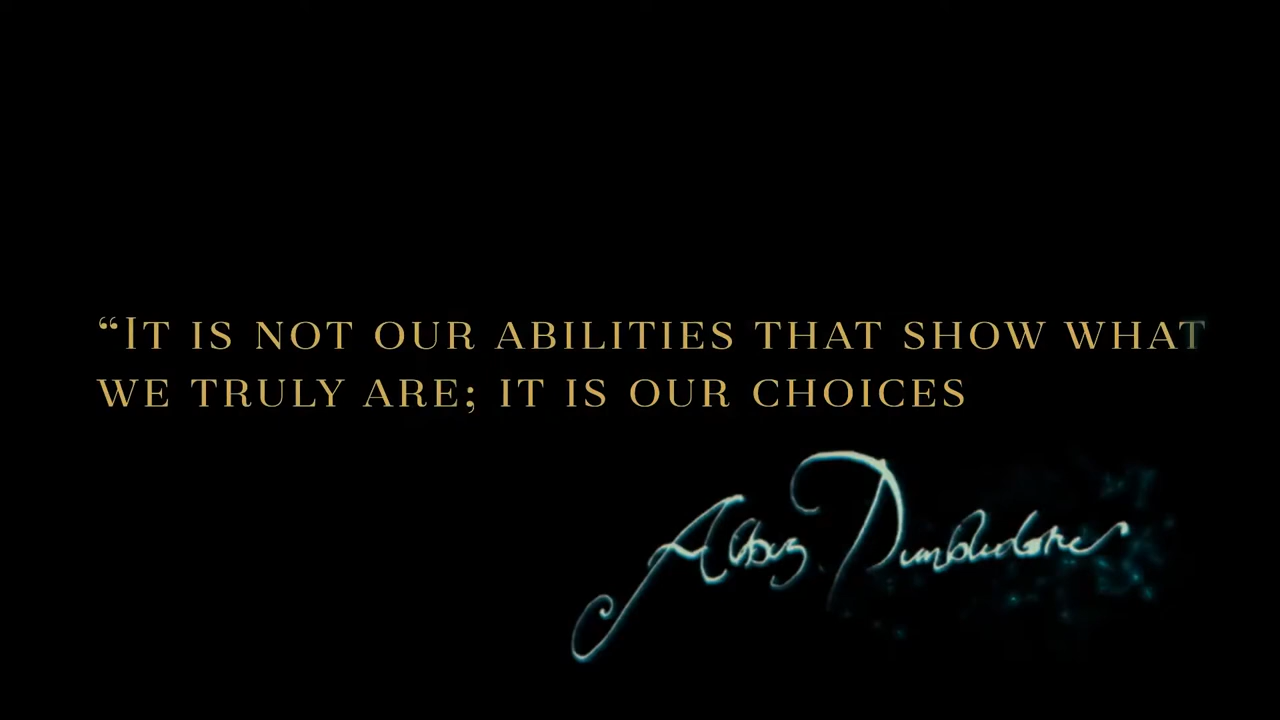 “It is not our abilities that show what
we truly are; it is our choices
Albus Dumbledore